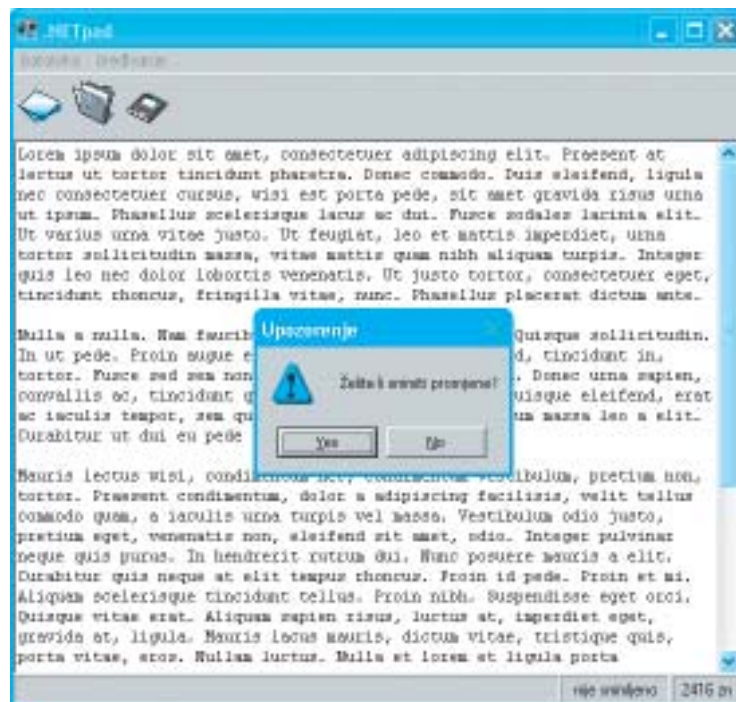 .NETpad
Datoteka Uređivanje
Lorem ipsum dolor sit amet, consectetuer adipiscing elit. Praesent at
lectus ut tortor tincidunt pharetra. Donec commodo. Duis eleifend, ligula
nec consectetuer cursus, wisi est porta pede, sit amet gravida risus urna
ut ipsum. Phasellus scelerisque lacus ac dui. Fusce sodales lacinia elit.
Ut varius urna vitae justo. Ut feugiat, leo et mattis imperdiet, urna
tortor sollicitudin massa, vitae mattis quam nibh aliquam turpis. Integer
quis leo nec dolor lobortis venenatis. Ut justo tortor, consectetuer eget,
tincidunt rhoncus, fringilla vitae, nunc. Phasellus placerat dictum ante.
Nulla a nulla. Nam faucib Quisque sollicitudin.
In ut pede. Proin augue e d, tincidunt in,
tortor. Fusce sed sem non . Donec urna sapien,
convallis ac, tincidunt q uisque eleifend, erat
ac iaculis tempor, sem qu um massa leo a elit.
Curabitur ut dui eu pede
Upozorenje
Želite li snimiti promjene?
Yes No
Mauris lectus wisi, condimentum nec, condimentum vestibulum, pretium non,
tortor. Praesent condimentum, dolor a adipiscing facilisis, velit tellus
commodo quam, a iaculis urna turpis vel massa. Vestibulum odio justo,
pretium eget, venenatis non, eleifend sit amet, odio. Integer pulvinar
neque quis purus. In hendrerit rutrum dui. Nunc posuere mauris a elit.
Curabitur quis neque at elit tempus rhoncus. Proin id pede. Proin et mi.
Aliquam scelerisque tincidunt tellus. Proin nibh. Suspendisse eget orci.
Quisque vitae erat. Aliquam sapien risus, luctus at, imperdiet eget,
gravida at, ligula. Mauris lacus mauris, dictum vitae, tristique quis,
porta vitae, eros. Nullam luctus. Nulla et lorem et ligula porta
nije snimljeno 2416 zn